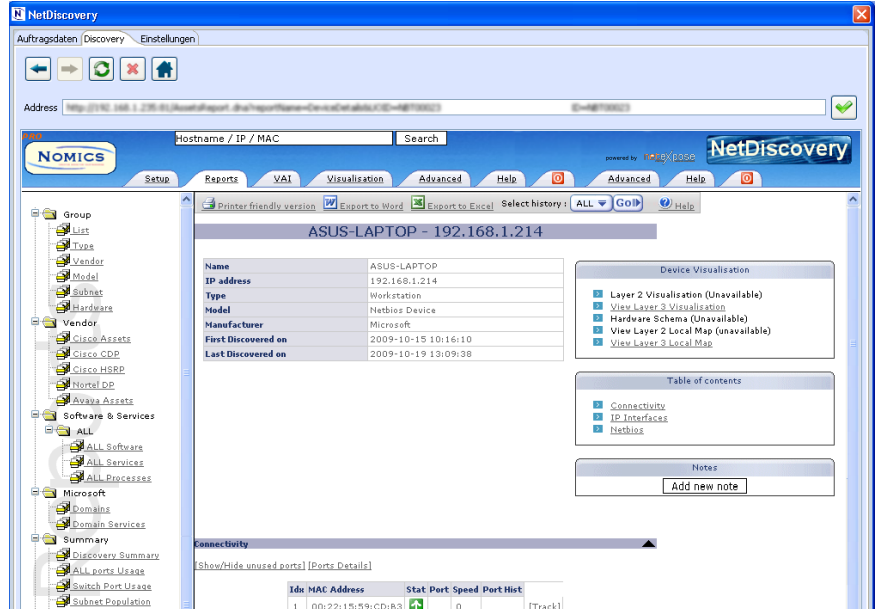 NetDiscovery
Auftragsdaten Discovery Einstellungen
Address
PRO
NOMICS
Hostname / IP / MAC Search
powered by
NetDiscovery
Setup Reports VAI Visualisation Advanced Help Advanced Help
Printer friendly version Export to Word Export to Excel Select history : ALL GO Help
Group
List
Type
Vendor
Model
Subnet
Hardware
Vendor
Cisco Assets
Cisco CDP
Cisco HSRP
Nortel DP
Avaya Assets
Software & Services
ALL
ALL Software
ALL Services
ALL Processes
Microsoft
Domains
Domain Services
Summary
Discovery Summary
ALL ports Usage
Switch Port Usage
Subnet Population
Reports
ASUS-LAPTOP - 192.168.1.214
Name ASUS-LAPTOP
IP address 192.168.1.214
Type Workstation
Model Netbios Device
Manufacturer Microsoft
First Discovered on 2009-10-15 10:16:10
Last Discovered on 2009-10-19 13:09:38
Device Visualisation
Layer 2 Visualisation (Unavailable)
View Layer 3 Visualisation
Hardware Schema (Unavailable)
View Layer 2 Local Map (unavailable)
View Layer 3 Local Map
Table of contents
Connectivity
IP Interfaces
Netbios
Notes
Add new note
Connectivity
[Show/Hide unused ports] [Ports Details]
Idx MAC Address Stat Port Speed Port Hist
1 00:22:15:59:CD:B3 0 [Track]